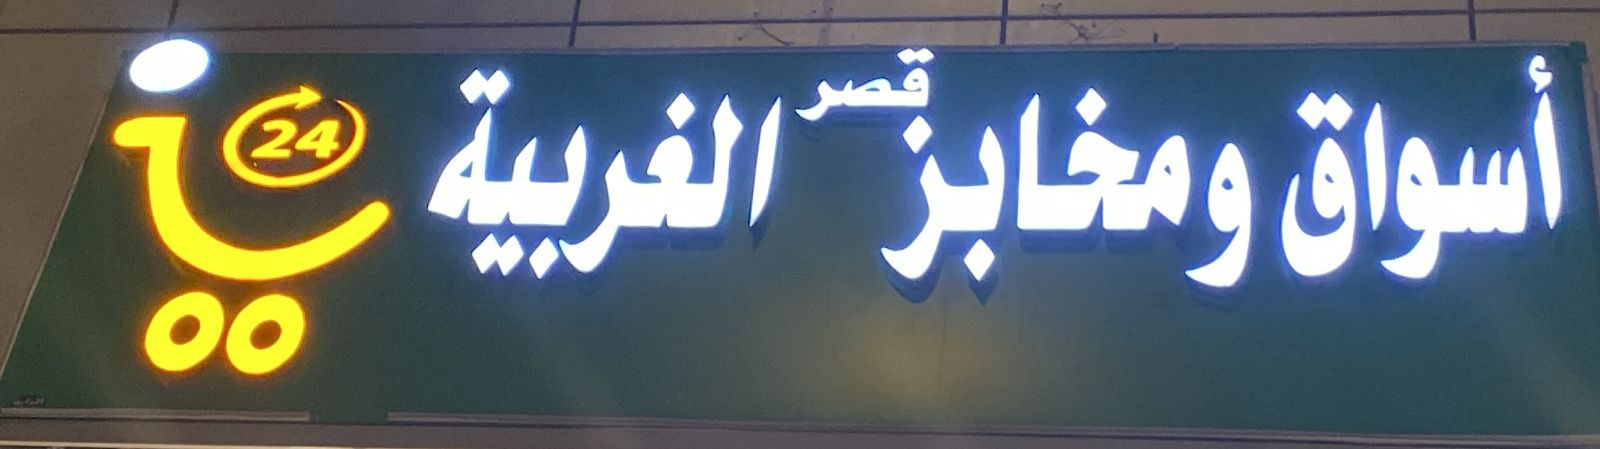 أسواق ومخابز قصر الغربية
24